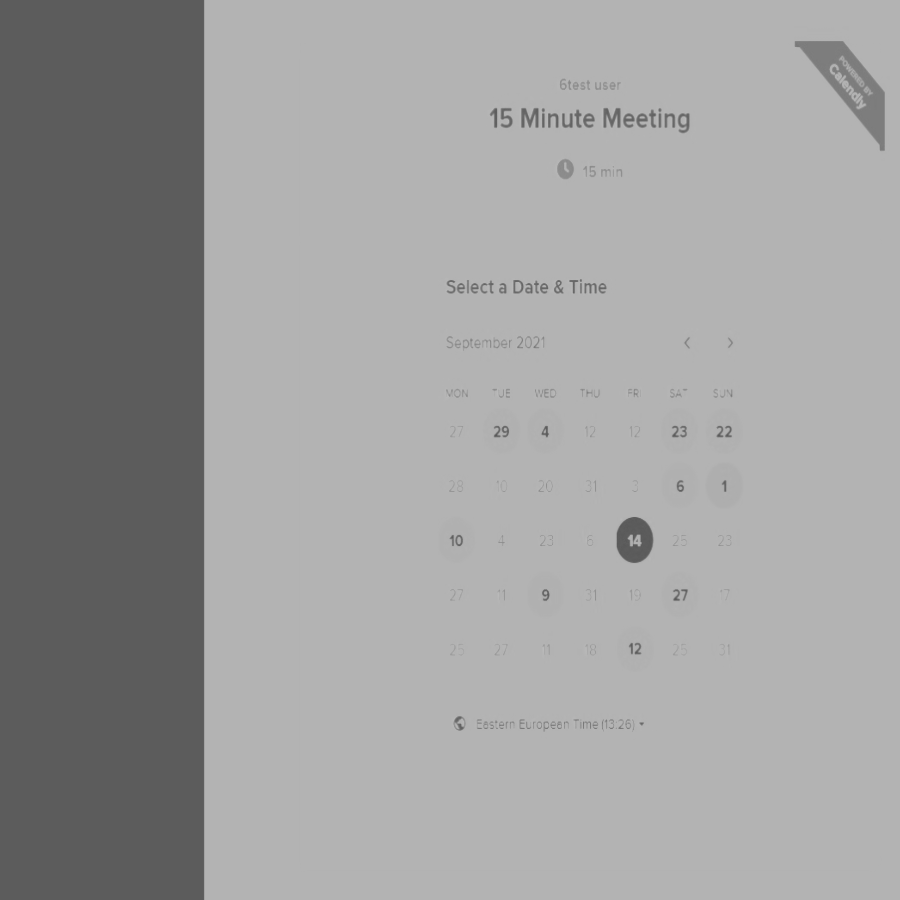 POWERED BY
Calendly
6test user
15 Minute Meeting
15 min
Select a Date & Time
September 2021
MON TUE WED THU FRI SAT SUN
27 29 4 12 12 23 22
28 10 20 31 3 6 1
10 4 23 6 14 25 23
27 11 9 31 19 27 17
25 27 11 18 12 25 31
Eastern European Time (13:26)